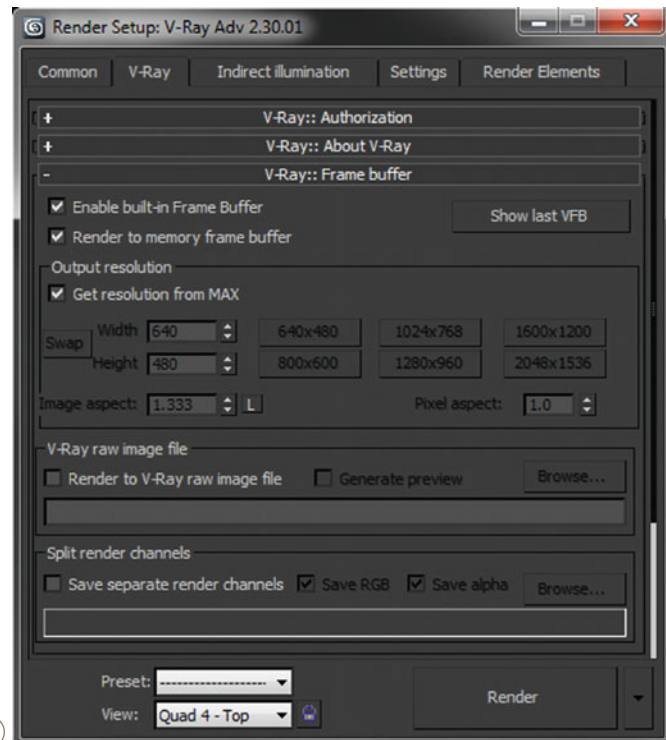 Render Setup: V-Ray Adv 2.30.01
Common V-Ray Indirect illumination Settings Render Elements
+ V-Ray:: Authorization
+ V-Ray:: About V-Ray
- V-Ray:: Frame buffer
Enable built-in Frame Buffer
Show last VFB
Render to memory frame buffer
Output resolution
Get resolution from MAX
Swap
Width 640 640x480 1024x768 1600x1200
Height 480 800x600 1280x960 2048x1536
Image aspect: 1.333 L Pixel aspect: 1.0
V-Ray raw image file
Render to V-Ray raw image file Generate preview Browse...
Split render channels
Save separate render channels Save RGB Save alpha Browse...
Preset: --------------------
View: Quad 4 - Top
Render